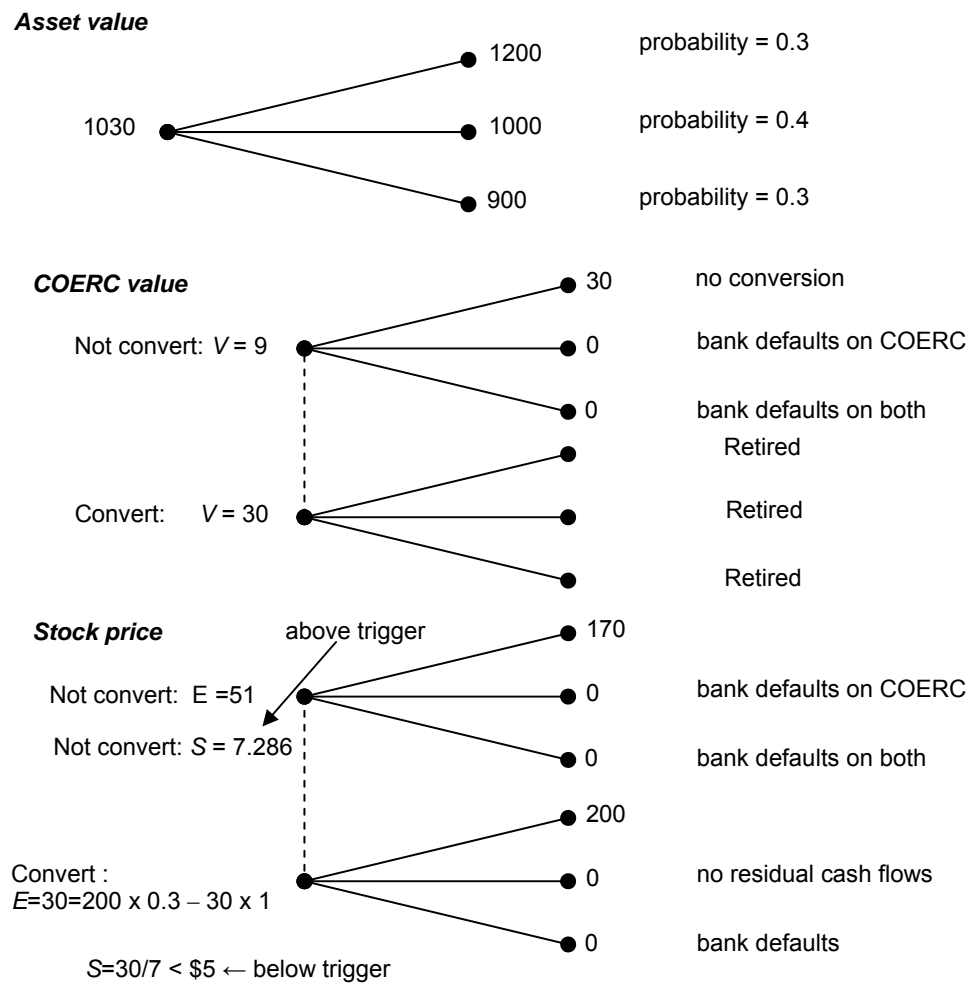 Asset value
1200 probability = 0.3
1030 1000 probability = 0.4
900 probability = 0.3
COERC value
30 no conversion
Not convert: V = 9 0 bank defaults on COERC
0 bank defaults on both
Retired
Convert: V = 30 Retired
Retired
Stock price above trigger 170
Not convert: E =51 0 bank defaults on COERC
Not convert: S = 7.286 0 bank defaults on both
200
Convert : 0 no residual cash flows
E=30=200 x 0.3 – 30 x 1
0 bank defaults
S=30/7 < $5 ← below trigger